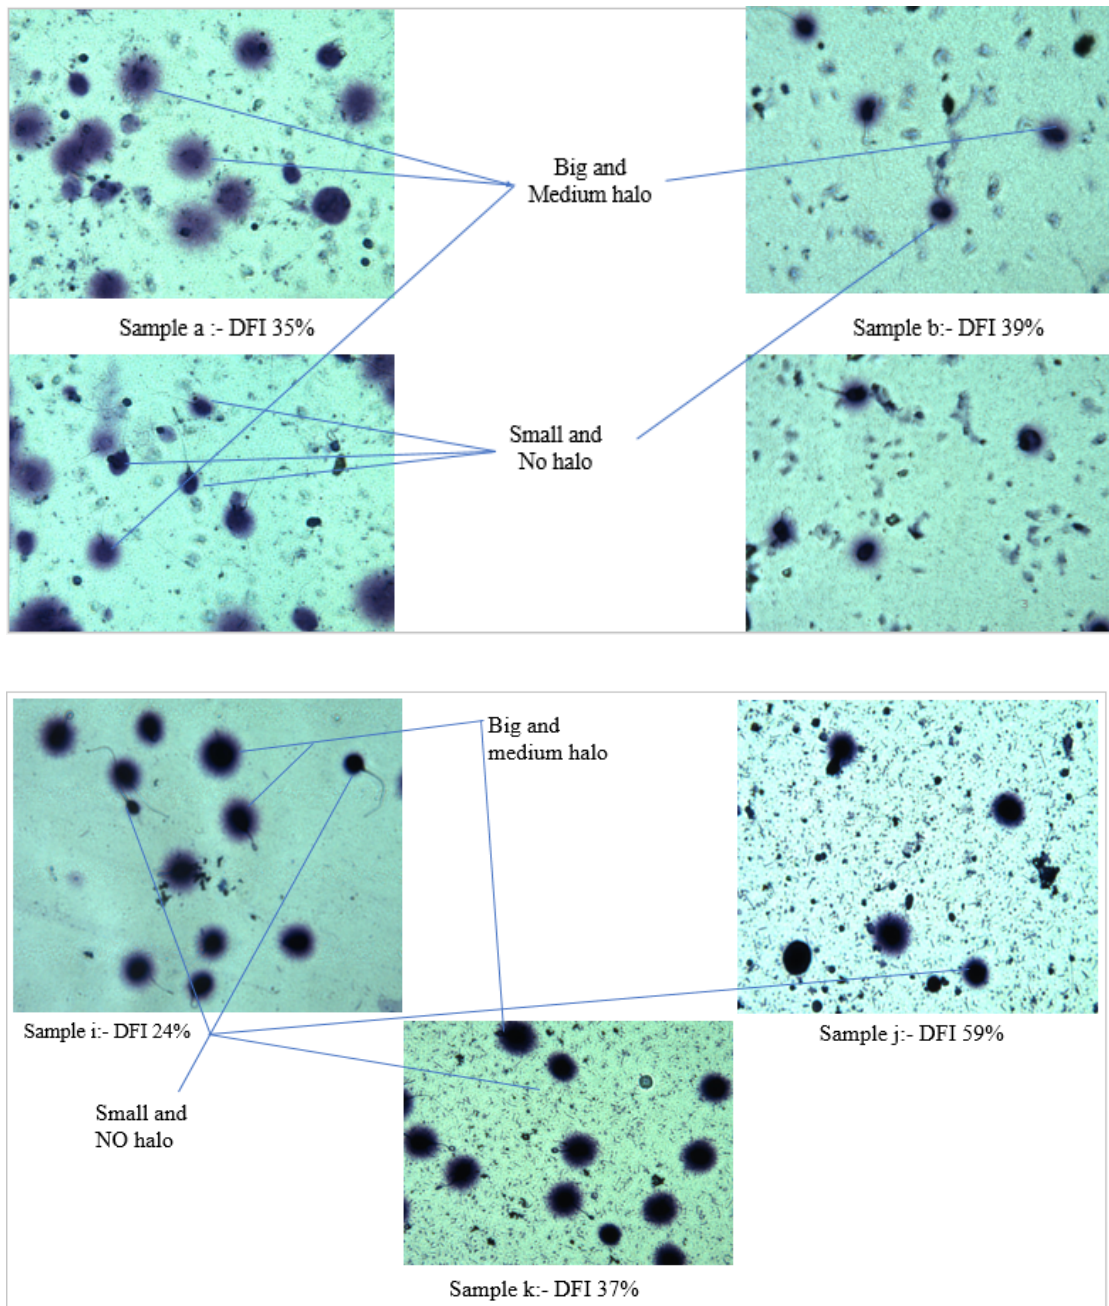 Big and
Medium halo
Sample a :- DFI 35%
Sample b:- DFI 39%
Small and
No halo
3
Big and
medium halo
Sample i:- DFI 24%
Sample j:- DFI 59%
Small and
NO halo
Sample k:- DFI 37%